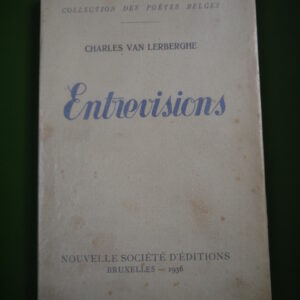 COLLECTION DES POÈTES BELGES
CHARLES VAN LERBERGHE
Entrevisions
NOUVELLE SOCIÉTÉ D'ÉDITIONS
BRUXELLES — 1936